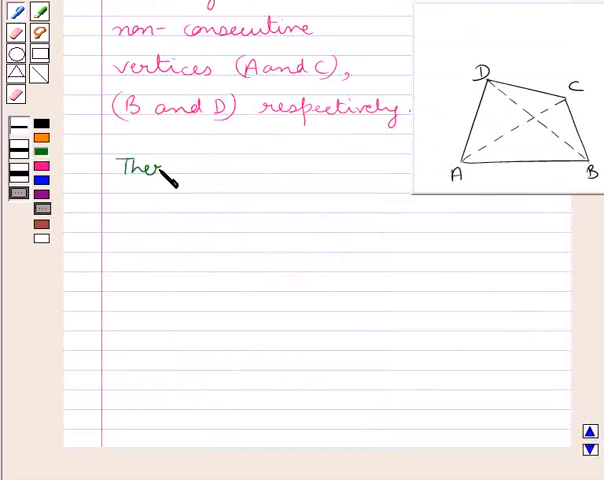 non- consecutive
vertices (A and C),
(B and D) respectively.
Ther
D
C
A
B